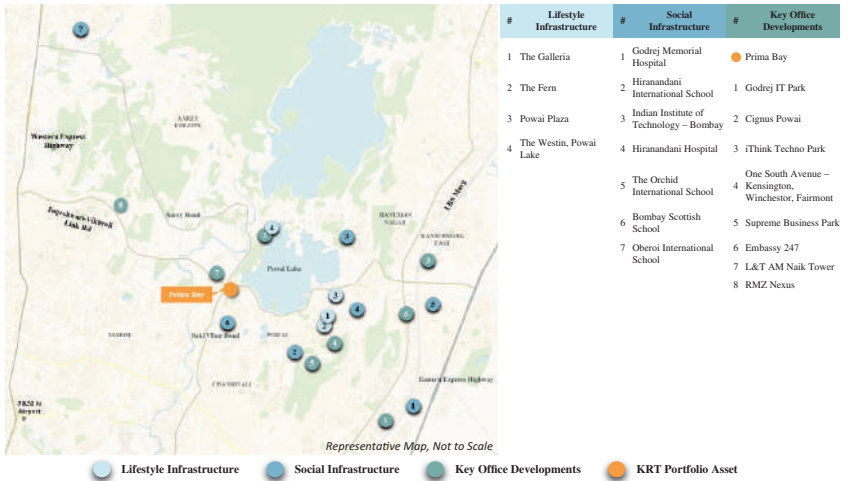 # Lifestyle Infrastructure
1 The Galleria
2 The Fern
3 Powai Plaza
4 The Westin, Powai
Lake
# Social Infrastructure
1 Godrej Memorial
Hospital
2 Hiranandani
International School
3 Indian Institute of
Technology – Bombay
4 Hiranandani Hospital
5 The Orchid
International School
6 Bombay Scottish
School
7 Oberoi International
School
# Key Office Developments
Prima Bay
1 Godrej IT Park
2 Cignus Powai
3 iThink Techno Park
4 One South Avenue –
Kensington,
Winchestor, Fairmont
5 Supreme Business Park
6 Embassy 247
7 L&T AM Naik Tower
8 RMZ Nexus
7
Western Express
Highway
LBS Marg
Powai Lake
Prima Bay
Saki Vihar Road
POWAI
Eastern Express Highway
Airport
Representative Map, Not to Scale
Lifestyle Infrastructure
Social Infrastructure
Key Office Developments
KRT Portfolio Asset